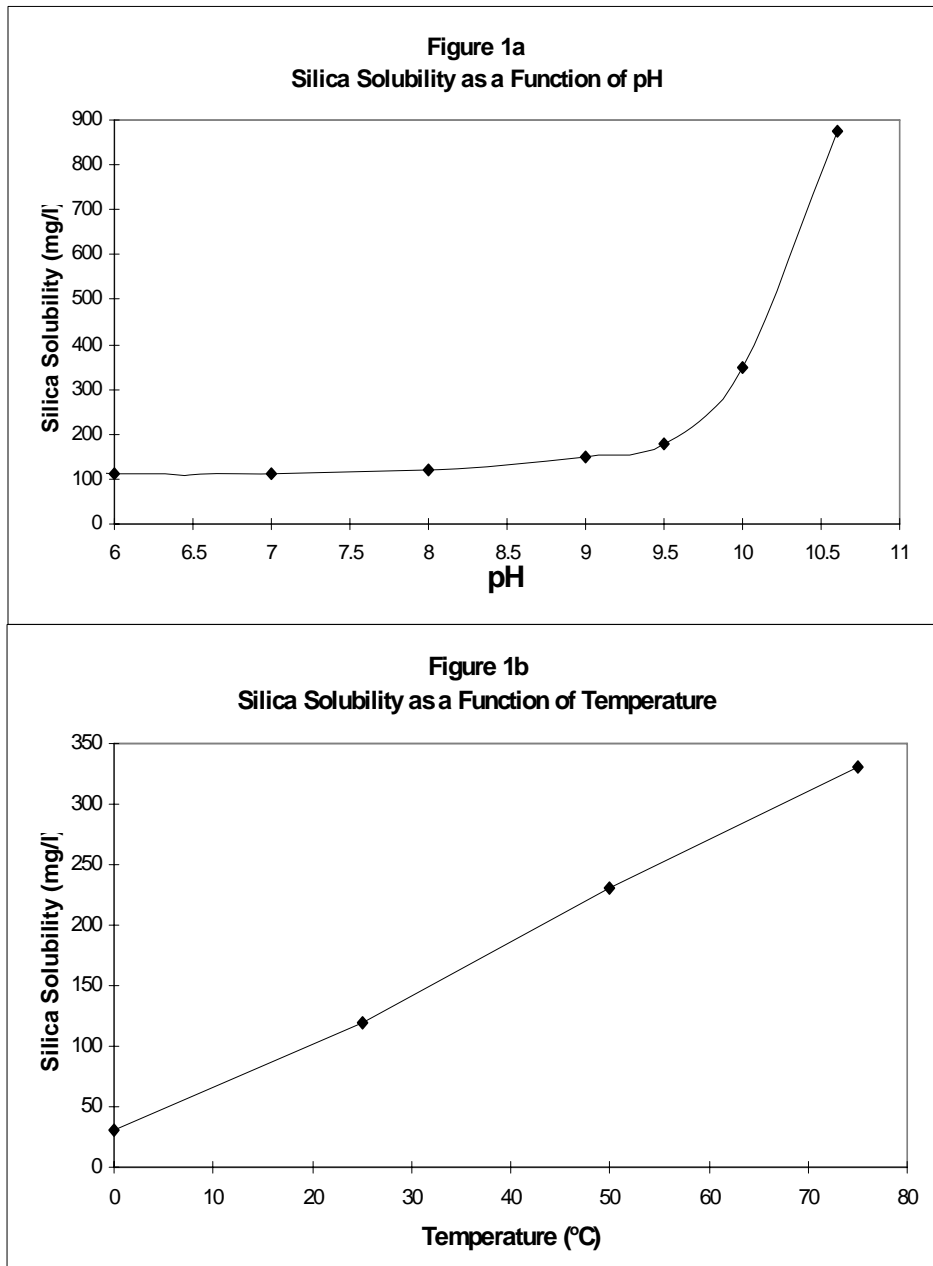 Figure 1a
Silica Solubility as a Function of pH
Silica Solubility (mg/l)
900
800
700
600
500
400
300
200
100
0
6 6.5 7 7.5 8 8.5 9 9.5 10 10.5 11
pH
Figure 1b
Silica Solubility as a Function of Temperature
Silica Solubility (mg/l)
350
300
250
200
150
100
50
0
0 10 20 30 40 50 60 70 80
Temperature (ºC)